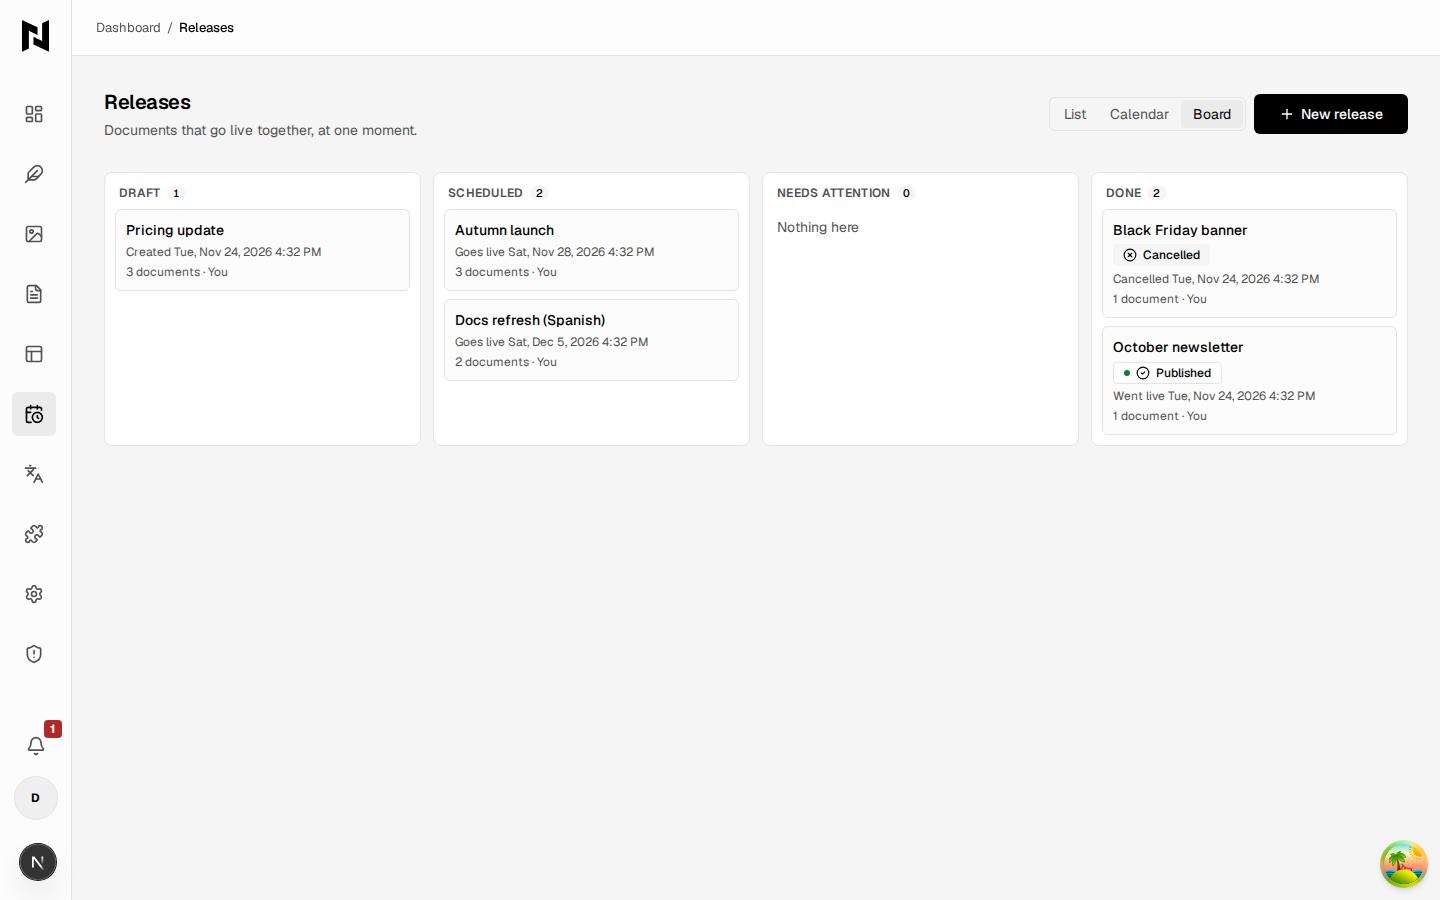 Dashboard / Releases
Releases
Documents that go live together, at one moment.
List
Calendar
Board
New release
DRAFT 1
Pricing update
Created Tue, Nov 24, 2026 4:32 PM
3 documents · You
SCHEDULED 2
Autumn launch
Goes live Sat, Nov 28, 2026 4:32 PM
3 documents · You
Docs refresh (Spanish)
Goes live Sat, Dec 5, 2026 4:32 PM
2 documents · You
NEEDS ATTENTION 0
Nothing here
DONE 2
Black Friday banner
Cancelled
Cancelled Tue, Nov 24, 2026 4:32 PM
1 document · You
October newsletter
Published
Went live Tue, Nov 24, 2026 4:32 PM
1 document · You
1
D
N